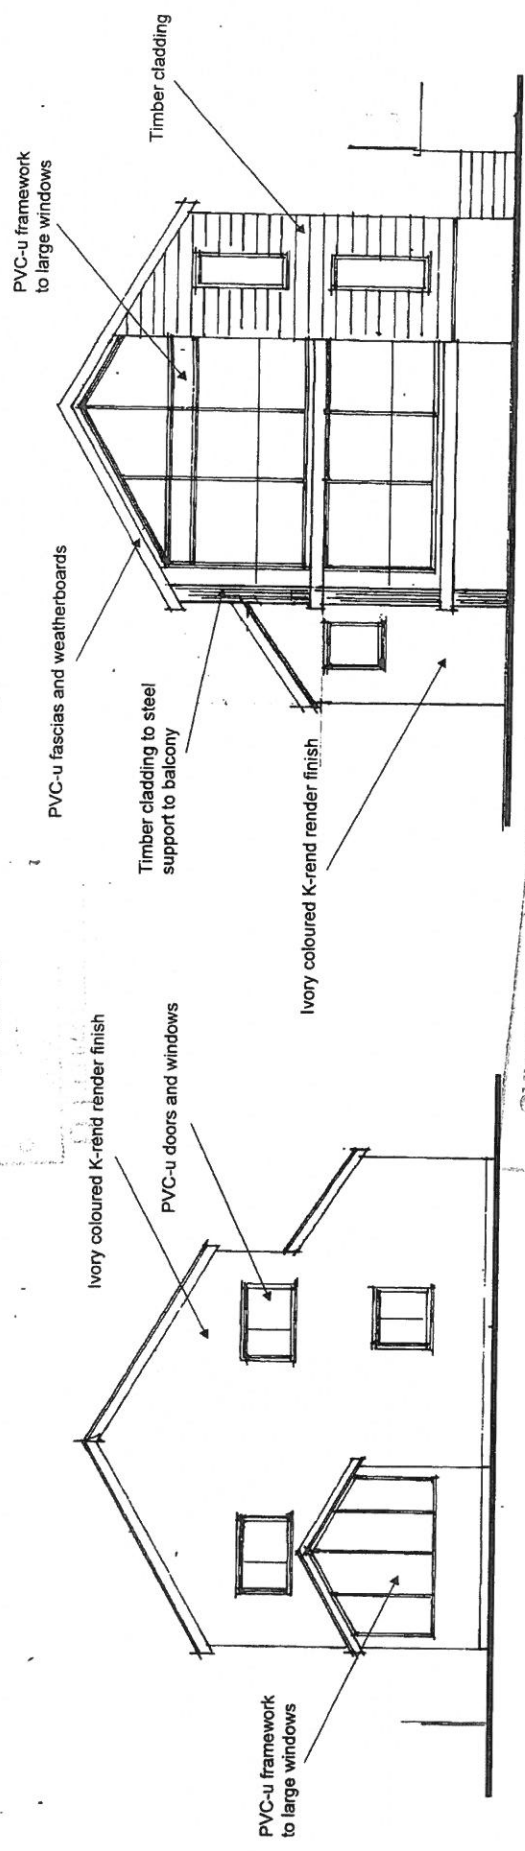 PVC-u framework
to large windows
Ivory coloured K-rend render finish
PVC-u doors and windows
PVC-u fascias and weatherboards
Timber cladding to steel
support to balcony
Ivory coloured K-rend render finish
PVC-u framework
to large windows
Timber cladding